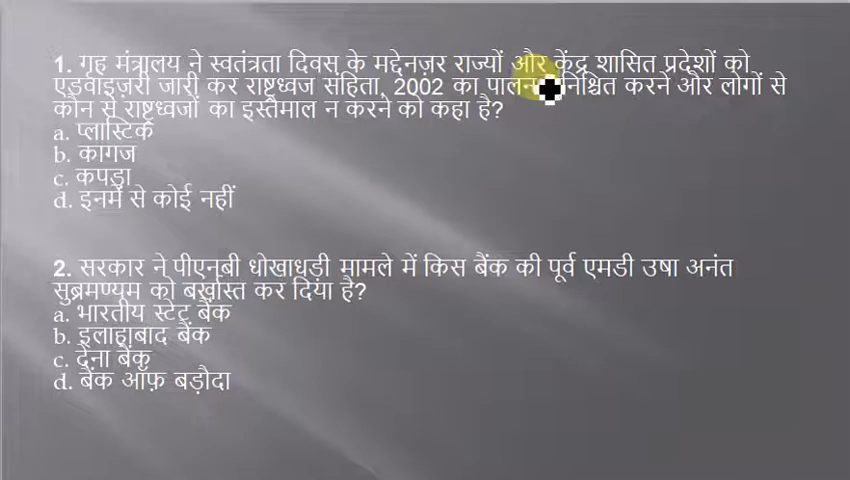 1. गृह मंत्रालय ने स्वतंत्रता दिवस के मद्देनज़र राज्यों और केंद्र शासित प्रदेशों को
एडवाइज़री जारी कर राष्ट्रध्वज संहिता, 2002 का पालन निश्चित करने और लोगों से
कौन से राष्ट्रध्वजों का इस्तेमाल न करने को कहा है?
a. प्लास्टिक
b. कागज
c. कपड़ा
d. इनमें से कोई नहीं
2. सरकार ने पीएनबी धोखाधड़ी मामले में किस बैंक की पूर्व एमडी उषा अनंत
सुब्रमण्यम को बर्खास्त कर दिया है?
a. भारतीय स्टेट बैंक
b. इलाहाबाद बैंक
c. देना बैंक
d. बैंक ऑफ़ बड़ौदा